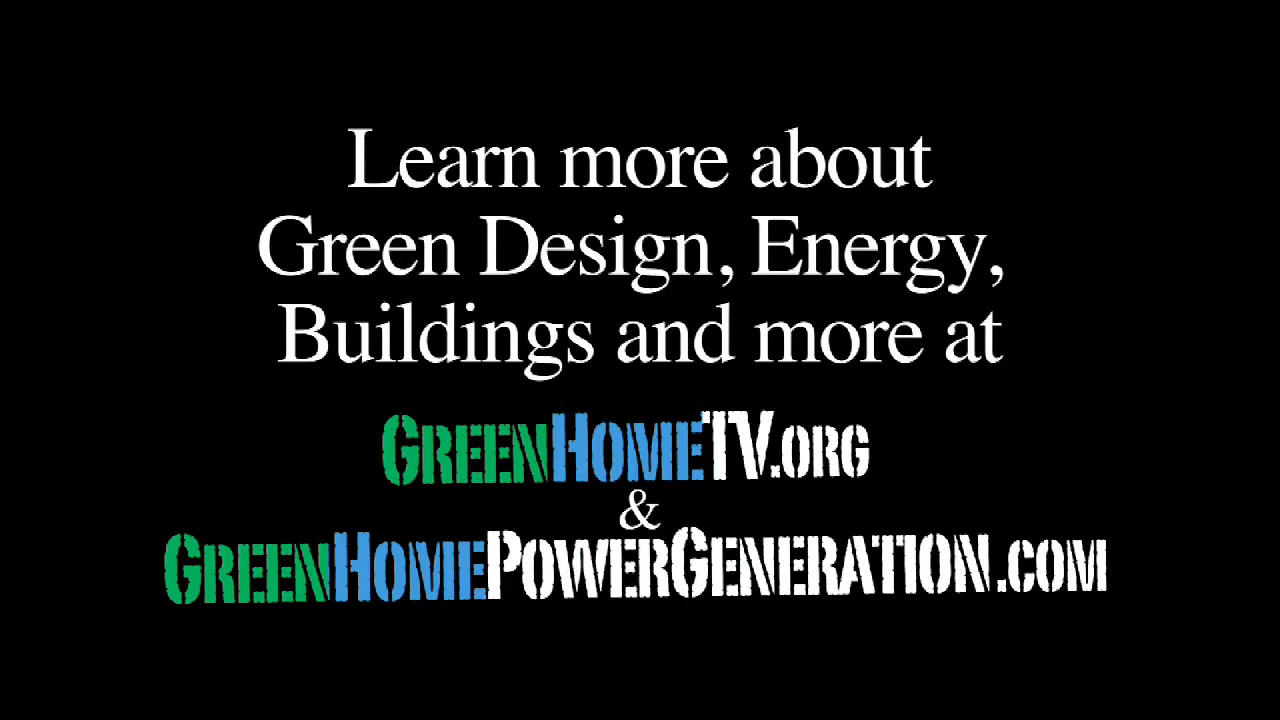 Learn more about
Green Design, Energy,
Buildings and more at
GREENHOMETV.ORG
&
GREENHOMEPOWERGENERATION.COM